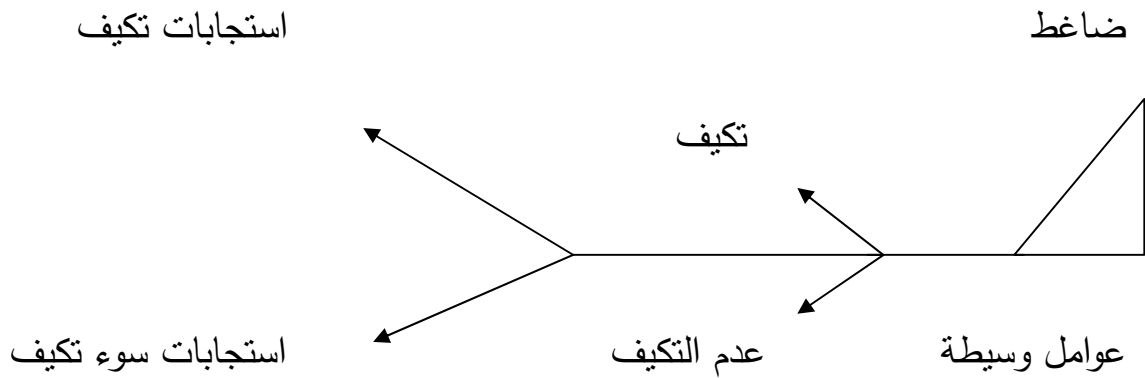 ضاغط
استجابات تكيف
تكيف
عوامل وسيطة
عدم التكيف
استجابات سوء تكيف